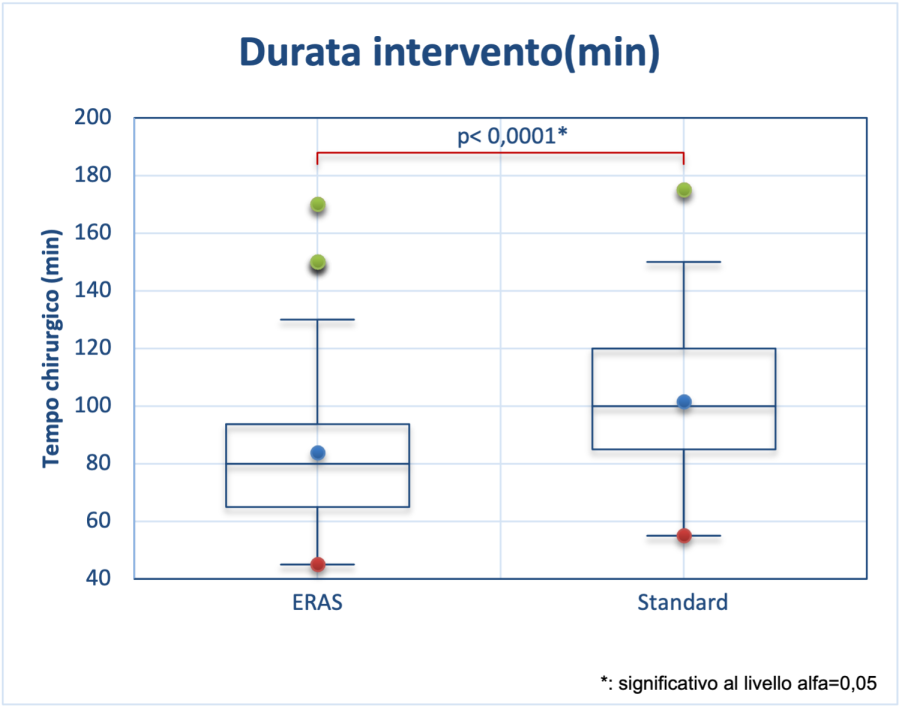 Durata intervento(min)
Tempo chirurgico (min)
200
180
160
140
120
100
80
60
40
p< 0,0001*
ERAS
Standard
*: significativo al livello alfa=0,05